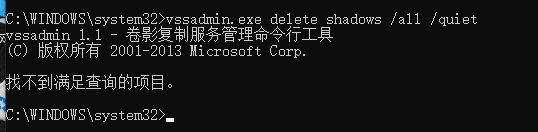 C:\WINDOWS\system32>vssadmin.exe delete shadows /all /quiet
vssadmin 1.1 - 卷影复制服务管理命令行工具
(C) 版权所有 2001-2013 Microsoft Corp.
找不到满足查询的项目。
C:\WINDOWS\system32>